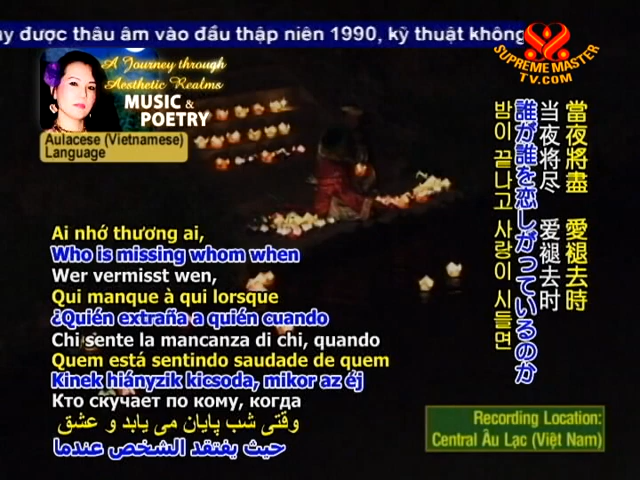 ay được thâu âm vào đầu thập niên 1990, kỹ thuật không
SUPREME MASTER
TV.COM
A Journey through
Aesthetic Realms
MUSIC &
POETRY
Aulacese (Vietnamese)
Language
當夜將盡 愛褪去時
当夜将尽 爱褪去时
誰が誰を恋しがっているのか
밤이 끝나고 사랑이 시들면
Ai nhớ thương ai,
Who is missing whom when
Wer vermisst wen,
Qui manque à qui lorsque
¿Quién extraña a quién cuando
Chi sente la mancanza di chi, quando
Quem está sentindo saudade de quem
Kinek hiányzik kicsoda, mikor az éj
Кто скучает по кому, когда
وقتی شب پایان می یابد و عشق
حيث يفتقد الشخص عندما
Recording Location:
Central Âu Lạc (Việt Nam)